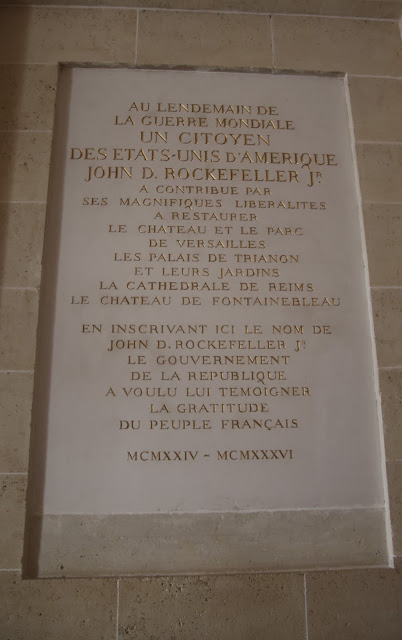 AU LENDEMAIN DE
LA GUERRE MONDIALE
UN CITOYEN
DES ETATS-UNIS D'AMERIQUE
JOHN D. ROCKEFELLER JR.
A CONTRIBUE PAR
SES MAGNIFIQUES LIBERALITES
A RESTAURER
LE CHATEAU ET LE PARC
DE VERSAILLES
LES PALAIS DE TRIANON
ET LEURS JARDINS
LA CATHEDRALE DE REIMS
LE CHATEAU DE FONTAINEBLEAU
EN INSCRIVANT ICI LE NOM DE
JOHN D. ROCKEFELLER JR.
LE GOUVERNEMENT
DE LA REPUBLIQUE
A VOULU LUI TEMOIGNER
LA GRATITUDE
DU PEUPLE FRANÇAIS
MCMXXIV - MCMXXXVI